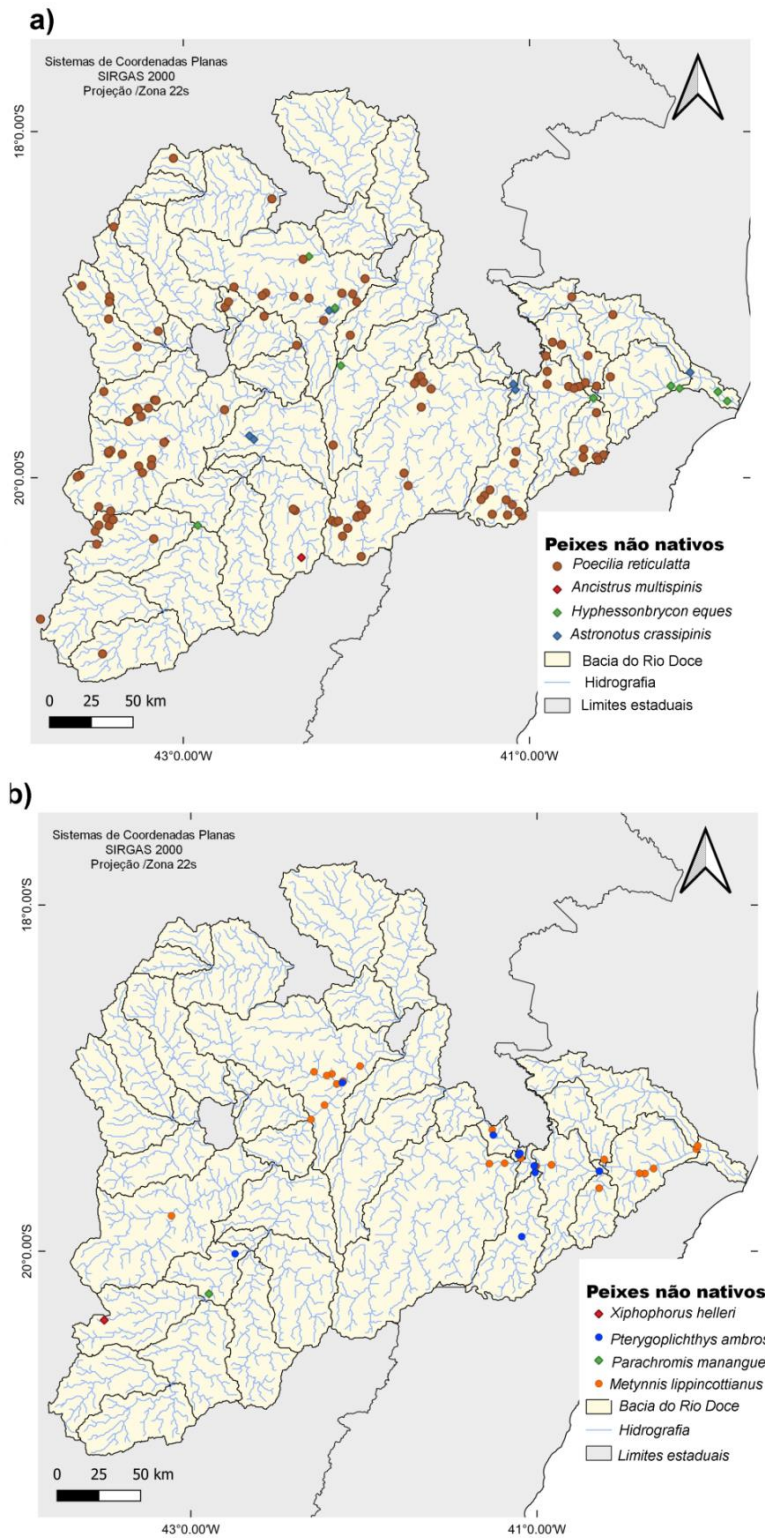 a)
Sistemas de Coordenadas Planas
SIRGAS 2000
Projeção /Zona 22s
18°0.00'S
20°0.00'S
Peixes não nativos
Poecilia reticulatta
Ancistrus multispinis
Hyphessonbrycon eques
Astronotus crassipinis
Bacia do Rio Doce
Hidrografia
Limites estaduais
0 25 50 km
43°0.00'W
41°0.00'W
b)
Sistemas de Coordenadas Planas
SIRGAS 2000
Projeção /Zona 22s
18°0.00'S
20°0.00'S
Peixes não nativos
Xiphophorus helleri
Pterygoplichthys ambros
Parachromis manague
Metynnis lippincottianus
Bacia do Rio Doce
Hidrografia
Limites estaduais
0 25 50 km
43°0.00'W
41°0.00'W